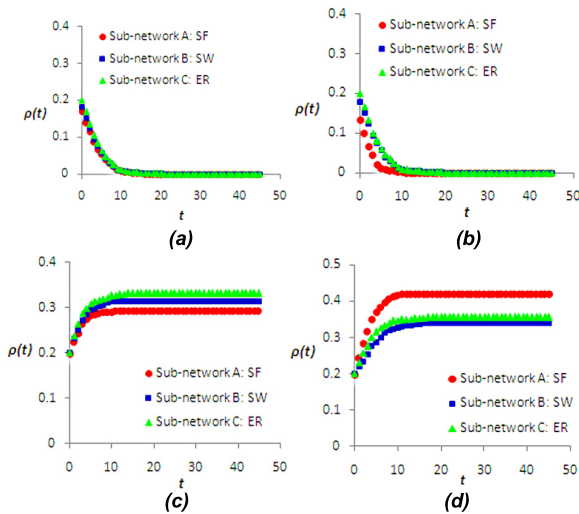 0.4
0.3
0.2
0.1
0
ρ(t)
Sub-network A: SF
Sub-network B: SW
Sub-network C: ER
0 10 20 30 40 50
t
(a)
0.4
0.3
0.2
0.1
0
ρ(t)
Sub-network A: SF
Sub-network B: SW
Sub-network C: ER
0 10 20 30 40 50
t
(b)
0.4
0.3
0.2
0.1
0
ρ(t)
Sub-network A: SF
Sub-network B: SW
Sub-network C: ER
0 10 20 30 40 50
t
(c)
0.5
0.4
0.3
0.2
0.1
0
ρ(t)
Sub-network A: SF
Sub-network B: SW
Sub-network C: ER
0 10 20 30 40 50
t
(d)